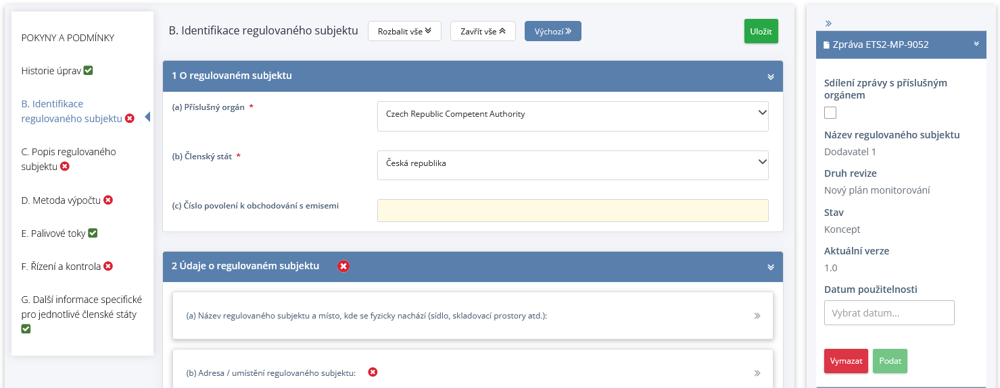 POKYNY A PODMÍNKY
Historie úprav
B. Identifikace
regulovaného subjektu
C. Popis regulovaného
subjektu
D. Metoda výpočtu
E. Palivové toky
F. Řízení a kontrola
G. Další informace specifické
pro jednotlivé členské státy
B. Identifikace regulovaného subjektu
Rozbalit vše
Zavřít vše
Výchozí
Uložit
1 O regulovaném subjektu
(a) Příslušný orgán *
Czech Republic Competent Authority
(b) Členský stát *
Česká republika
(c) Číslo povolení k obchodování s emisemi
2 Údaje o regulovaném subjektu
(a) Název regulovaného subjektu a místo, kde se fyzicky nachází (sídlo, skladovací prostory atd.):
(b) Adresa / umístění regulovaného subjektu:
Zpráva ETS2-MP-9052
Sdílení zprávy s příslušným
orgánem
Název regulovaného subjektu
Dodavatel 1
Druh revize
Nový plán monitorování
Stav
Koncept
Aktuální verze
1.0
Datum použitelnosti
Vybrat datum...
Vymazat
Podat